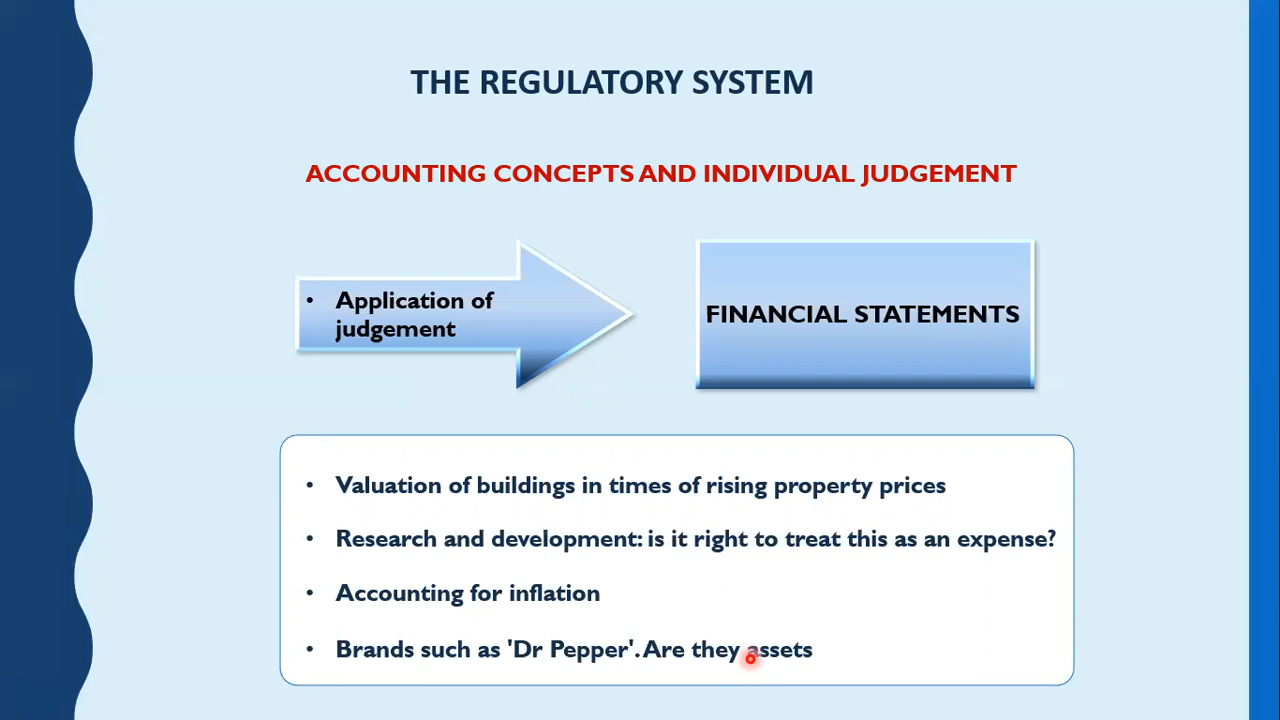 THE REGULATORY SYSTEM
ACCOUNTING CONCEPTS AND INDIVIDUAL JUDGEMENT
• Application of
judgement
FINANCIAL STATEMENTS
• Valuation of buildings in times of rising property prices
• Research and development: is it right to treat this as an expense?
• Accounting for inflation
• Brands such as 'Dr Pepper'. Are they assets